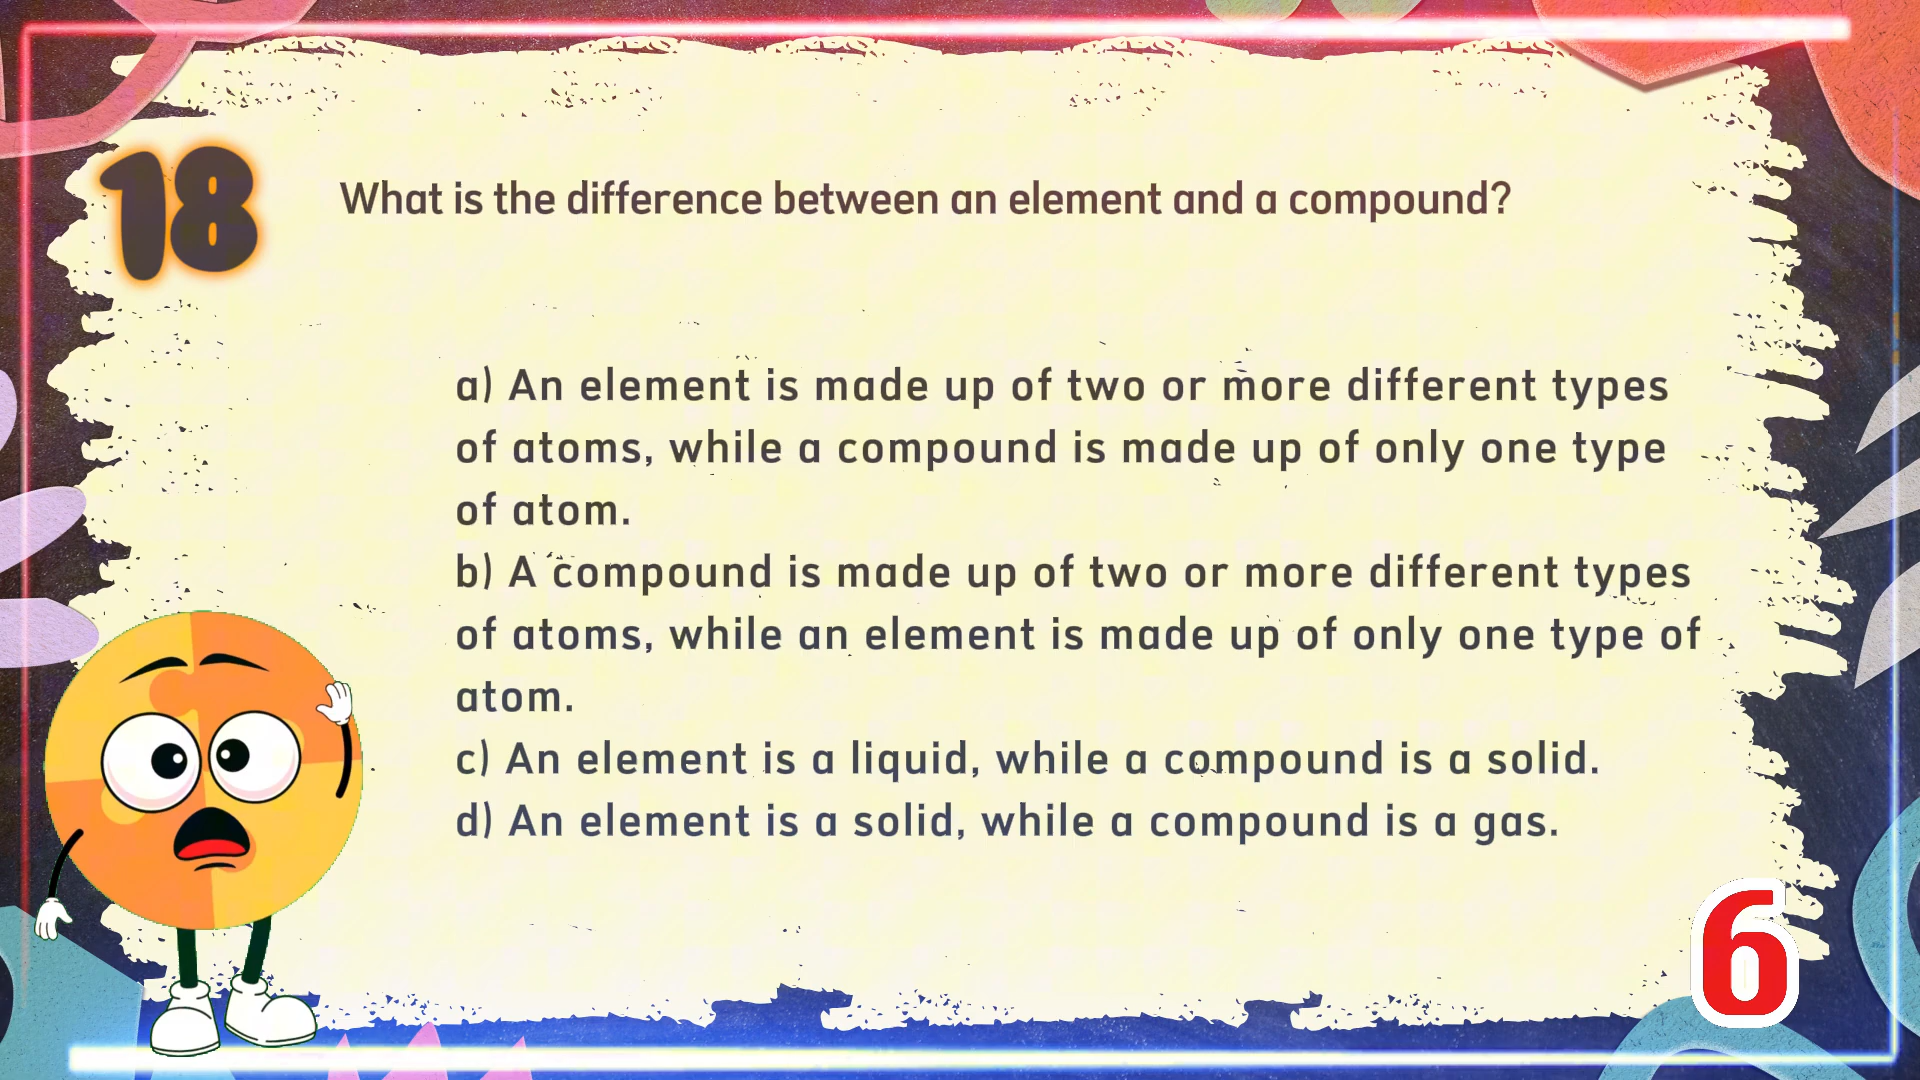 18
What is the difference between an element and a compound?
a) An element is made up of two or more different types
of atoms, while a compound is made up of only one type
of atom.
b) A compound is made up of two or more different types
of atoms, while an element is made up of only one type of
atom.
c) An element is a liquid, while a compound is a solid.
d) An element is a solid, while a compound is a gas.
6